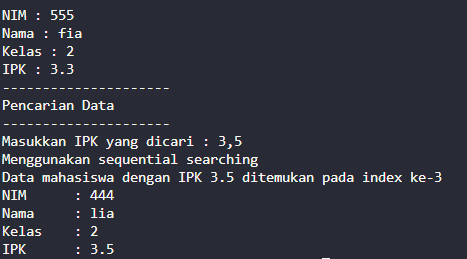 NIM : 555
Nama : fia
Kelas : 2
IPK : 3.3
---------------------
Pencarian Data
---------------------
Masukkan IPK yang dicari : 3,5
Menggunakan sequential searching
Data mahasiswa dengan IPK 3.5 ditemukan pada index ke-3
NIM      : 444
Nama     : lia
Kelas    : 2
IPK      : 3.5